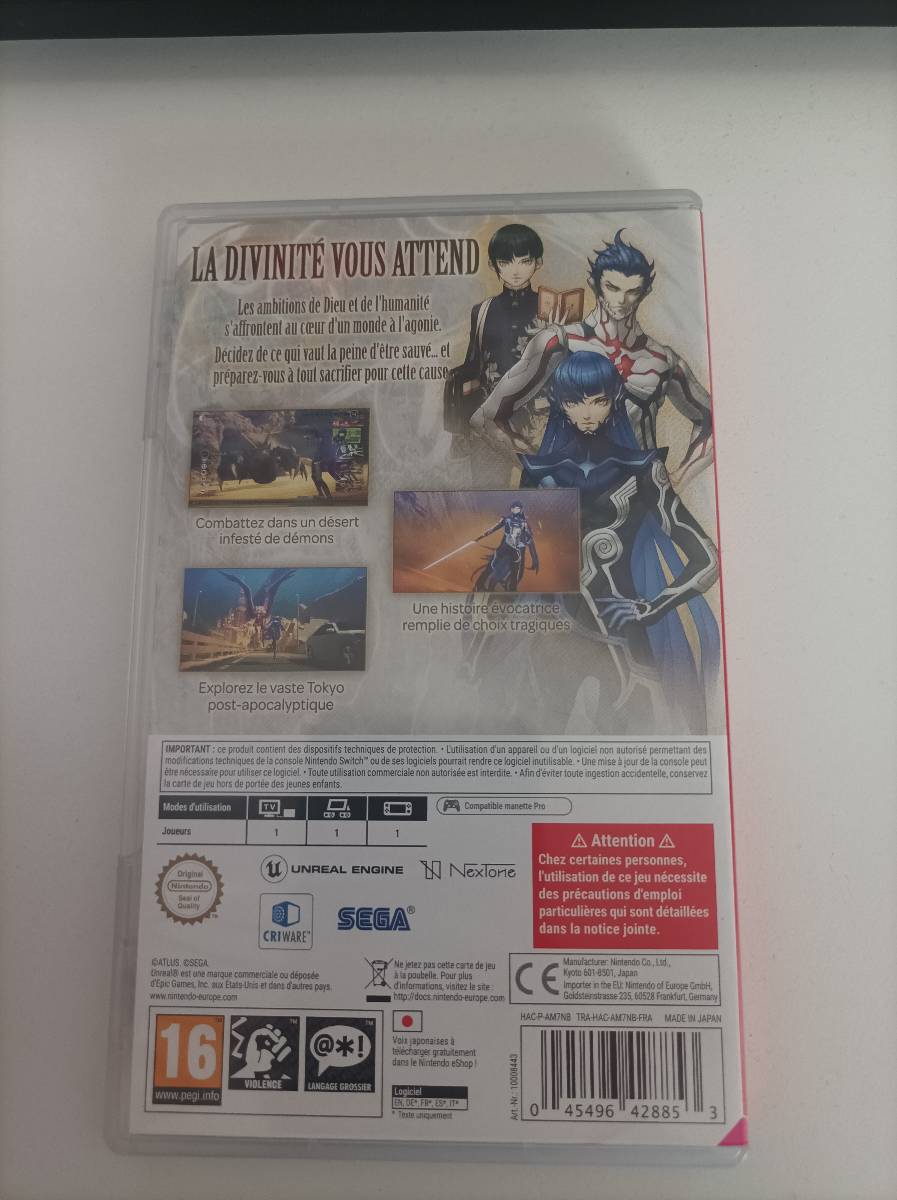 LA DIVINITÉ VOUS ATTEND
Les ambitions de Dieu et de l'humanité
s'affrontent au cœur d'un monde à l'agonie.
Décidez de ce qui vaut la peine d'être sauvé... et
préparez-vous à tout sacrifier pour cette cause.
Combattez dans un désert
infesté de démons
Une histoire évocatrice
remplie de choix tragiques
Explorez le vaste Tokyo
post-apocalyptique
IMPORTANT : ce produit contient des dispositifs techniques de protection. • L'utilisation d'un appareil ou d'un logiciel non autorisé permettant des
modifications techniques de la console Nintendo Switch™ ou de ses logiciels pourrait rendre ce logiciel inutilisable. • Une mise à jour de la console peut
être nécessaire pour utiliser ce logiciel. • Toute utilisation commerciale non autorisée est interdite. • Afin d'éviter toute ingestion accidentelle, conservez
la carte de jeu hors de portée des jeunes enfants.
Modes d'utilisation
TV
Compatible manette Pro
Joueurs
1
1
1
Attention
Chez certaines personnes,
l'utilisation de ce jeu nécessite
des précautions d'emploi
particulières qui sont détaillées
dans la notice jointe.
Original
Nintendo
Seal of
Quality
TM
UNREAL ENGINE
NEXTONE
CRIWARE™
SEGA®
©ATLUS. ©SEGA.
Unreal® est une marque commerciale ou déposée
d'Epic Games, Inc. aux Etats-Unis et dans d'autres pays.
www.nintendo-europe.com
Ne jetez pas cette carte de jeu
à la poubelle. Pour plus
d'informations, visitez le site :
http://docs.nintendo-europe.com
CE
Manufacturer: Nintendo Co., Ltd.,
Kyoto 601-8501, Japan
Importer in the EU: Nintendo of Europe GmbH,
Goldsteinstrasse 235, 60528 Frankfurt, Germany
HAC-P-AM7NB TRA-HAC-AM7NB-FRA MADE IN JAPAN
16
www.pegi.info
VIOLENCE
@*!
LANGAGE GROSSIER
Voix japonaises à
télécharger gratuitement
dans le Nintendo eShop !
Logiciel
EN, DE*, FR*, ES*, IT*
* Texte uniquement
Art.-Nr.: 10008443
0 45496 42885 3